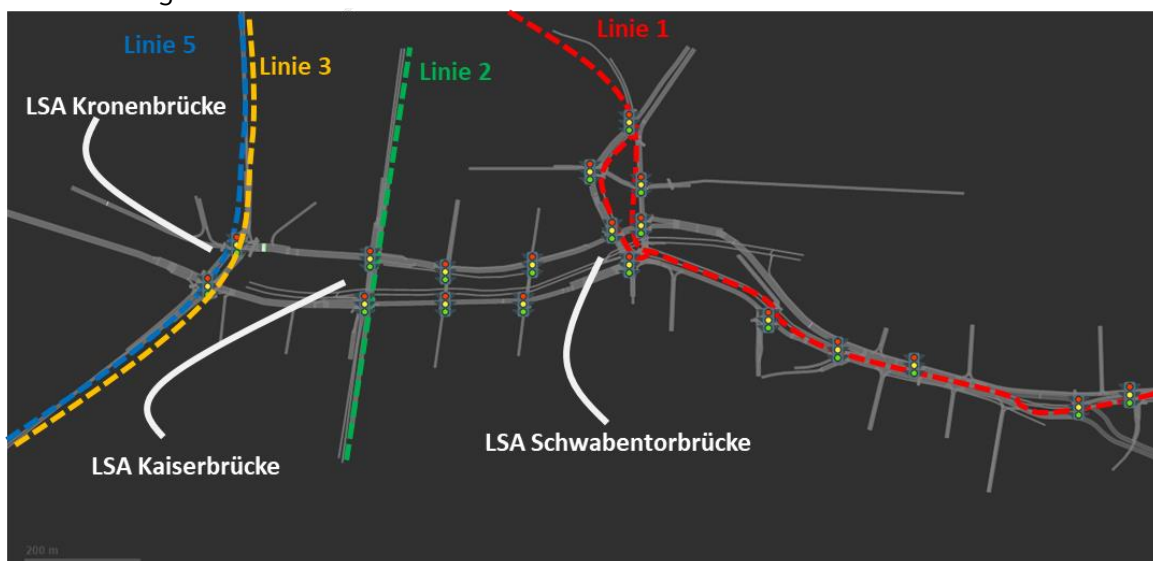 Linie 1
Linie 5
Linie 3
Linie 2
LSA Kronenbrücke
LSA Schwabentorbrücke
LSA Kaiserbrücke
200 m